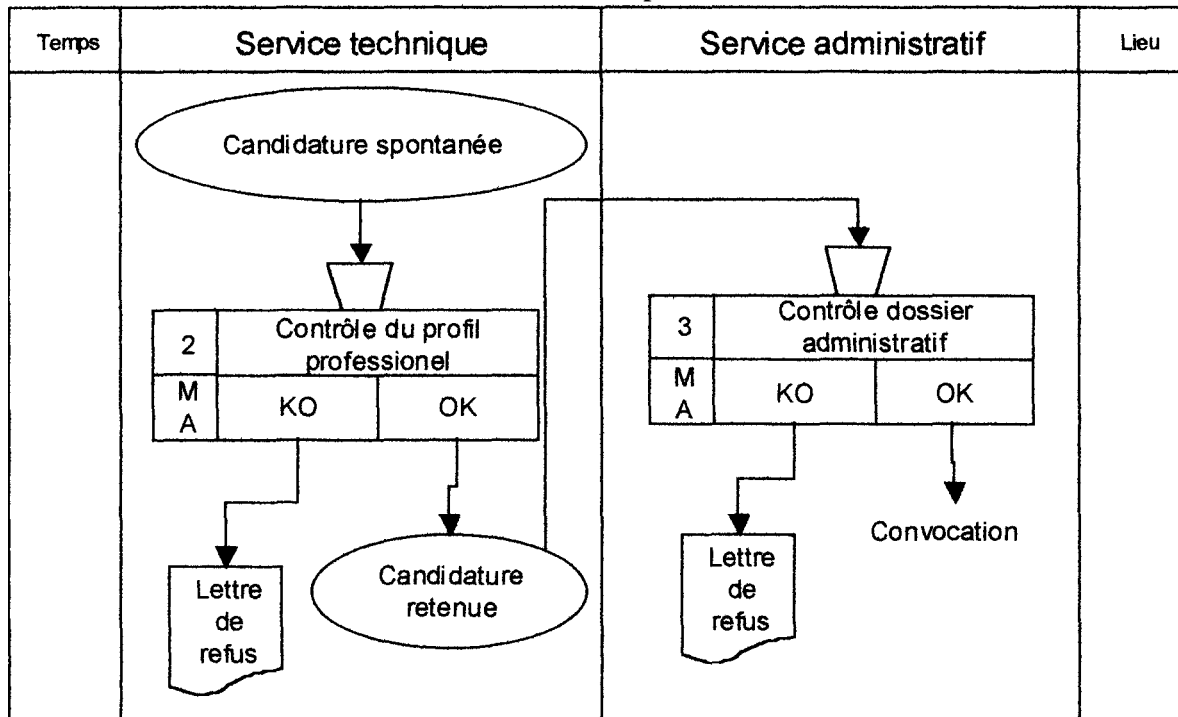 Temps
Service technique
Service administratif
Lieu
Candidature spontanée
2
Contrôle du profil
professionel
M
A
KO
OK
3
Contrôle dossier
administratif
M
A
KO
OK
Lettre
de
refus
Candidature
retenue
Lettre
de
refus
Convocation